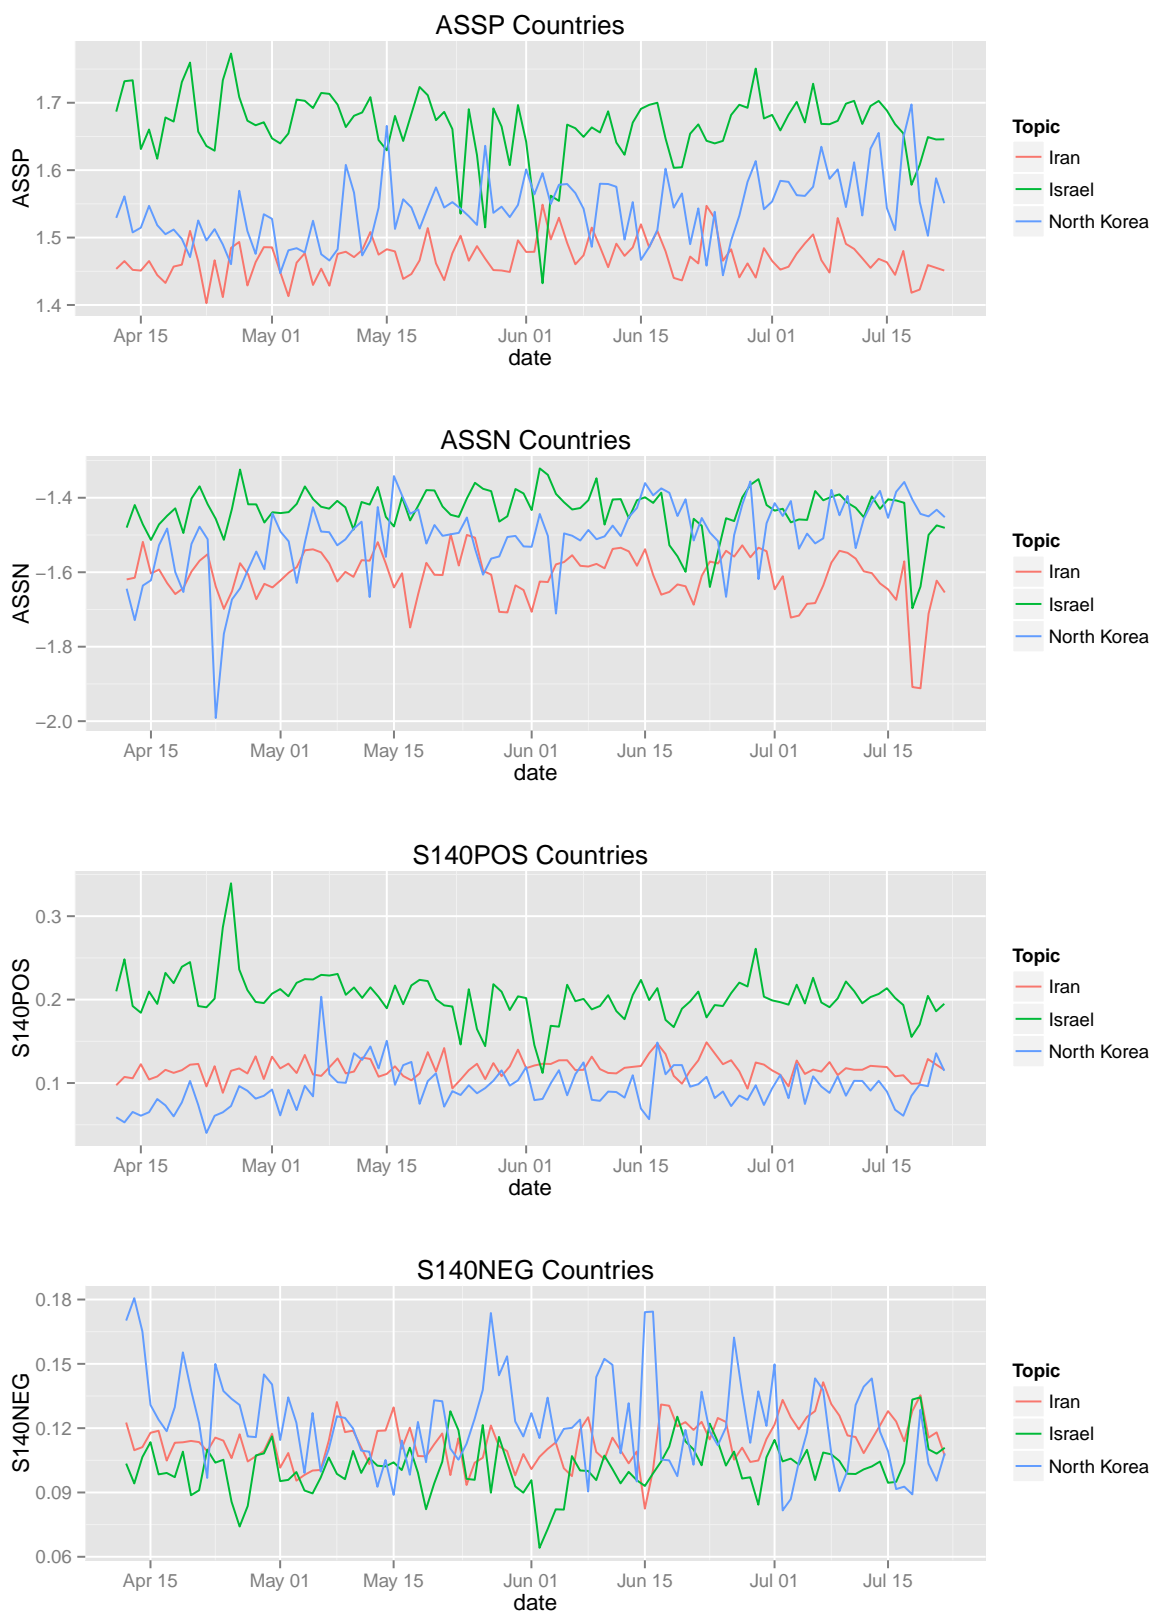 ASSP Countries
1.7
1.6
1.5
1.4
ASSP
Apr 15 May 01 May 15 Jun 01 Jun 15 Jul 01 Jul 15
date
Topic
Iran
Israel
North Korea
ASSN Countries
−1.4
−1.6
−1.8
−2.0
ASSN
Apr 15 May 01 May 15 Jun 01 Jun 15 Jul 01 Jul 15
date
Topic
Iran
Israel
North Korea
S140POS Countries
0.3
0.2
0.1
S140POS
Apr 15 May 01 May 15 Jun 01 Jun 15 Jul 01 Jul 15
date
Topic
Iran
Israel
North Korea
S140NEG Countries
0.18
0.15
0.12
0.09
0.06
S140NEG
Apr 15 May 01 May 15 Jun 01 Jun 15 Jul 01 Jul 15
date
Topic
Iran
Israel
North Korea